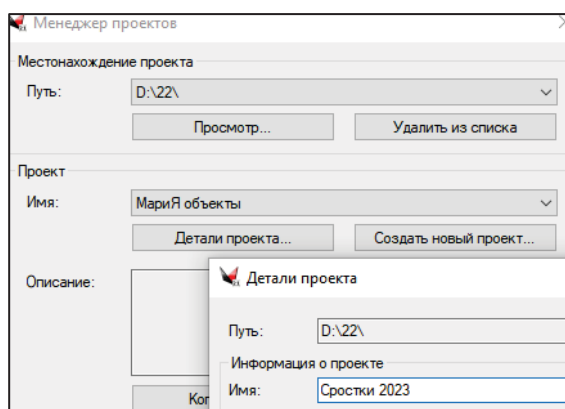 Менеджер проектов
Местонахождение проекта
Путь: D:\22\
Просмотр... Удалить из списка
Проект
Имя: МариЯ объекты
Детали проекта... Создать новый проект...
Описание:
Детали проекта
Путь: D:\22\
Информация о проекте
Имя: Сростки 2023